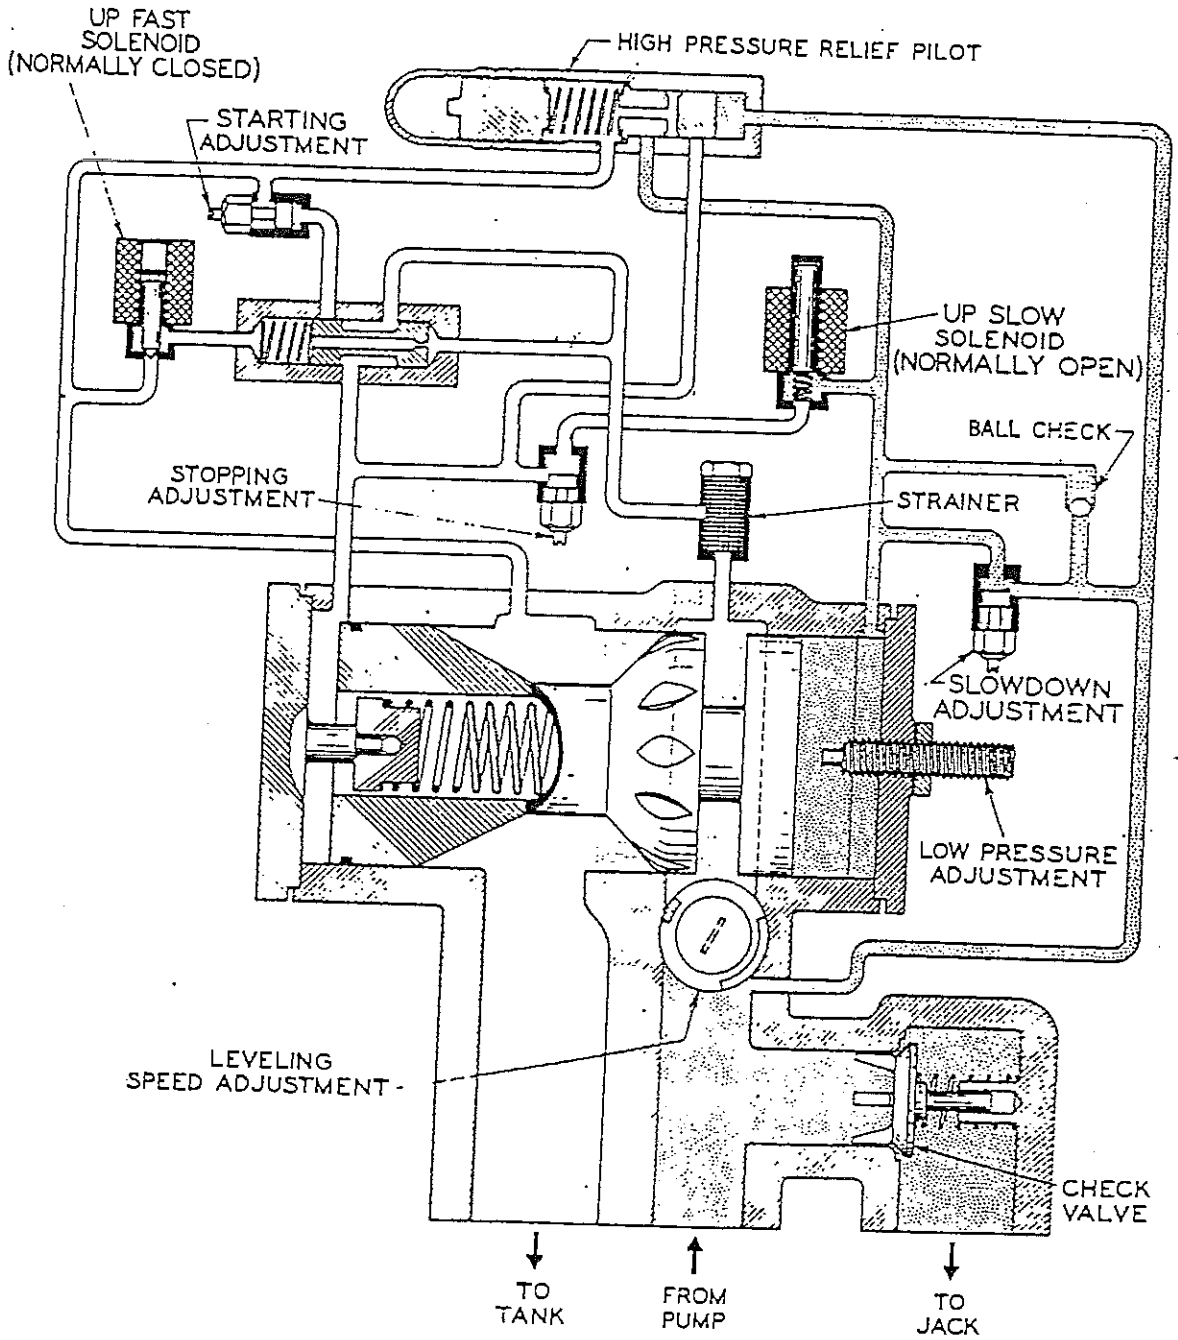 UP FAST
SOLENOID
(NORMALLY CLOSED)
HIGH PRESSURE RELIEF PILOT
STARTING
ADJUSTMENT
UP SLOW
SOLENOID
(NORMALLY OPEN)
BALL CHECK
STOPPING
ADJUSTMENT
STRAINER
SLOWDOWN
ADJUSTMENT
LOW PRESSURE
ADJUSTMENT
LEVELING
SPEED ADJUSTMENT
CHECK
VALVE
TO
TANK
FROM
PUMP
TO
JACK